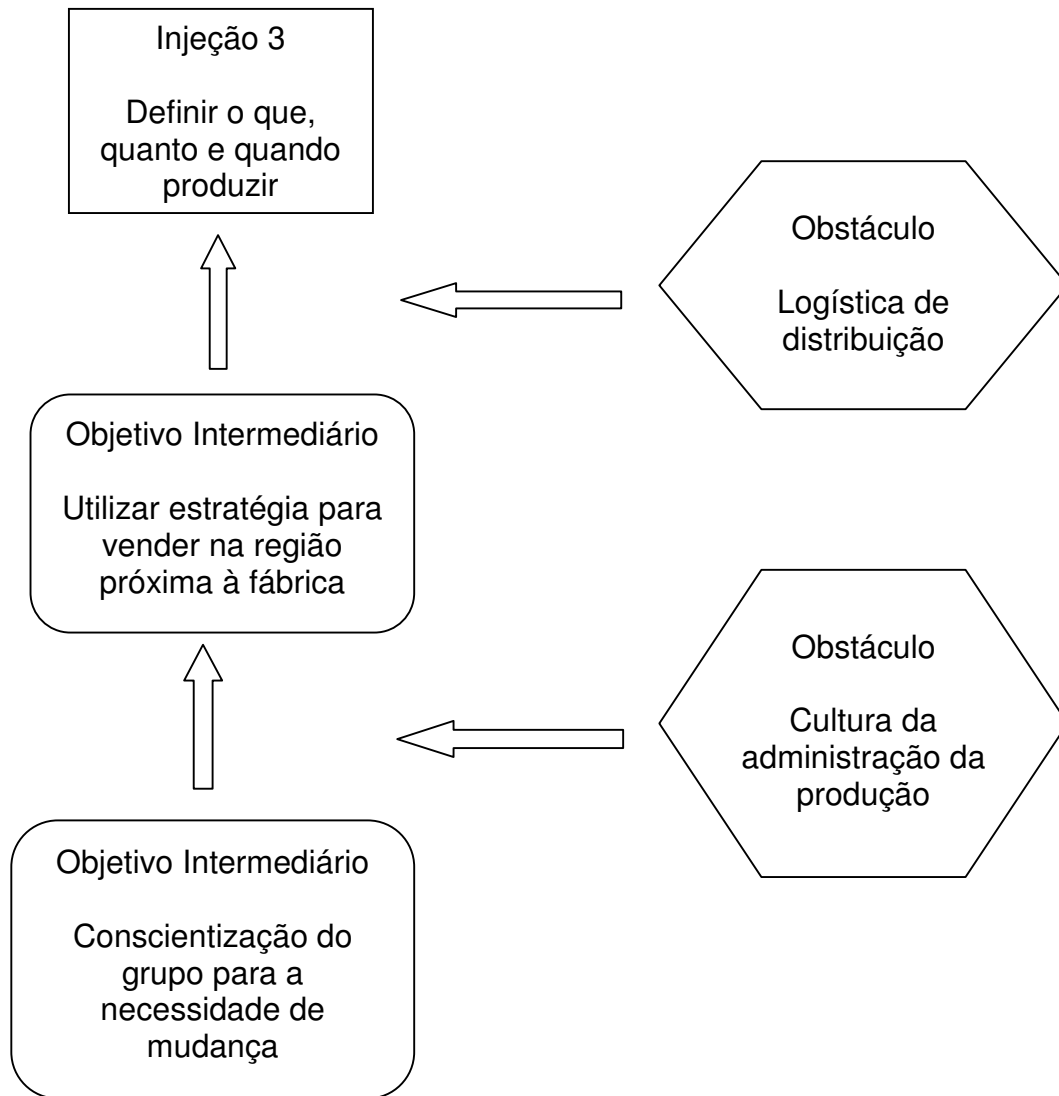 Injeção 3
Definir o que,
quanto e quando
produzir
Obstáculo
Logística de
distribuição
Objetivo Intermediário
Utilizar estratégia para
vender na região
próxima à fábrica
Obstáculo
Cultura da
administração da
produção
Objetivo Intermediário
Conscientização do
grupo para a
necessidade de
mudança